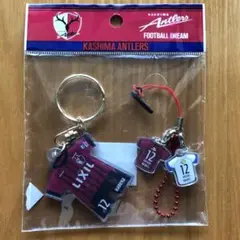 KASHIMA
Antlers
FOOTBALL DREAM
KASHIMA ANTLERS
LIXIL
12
12
12